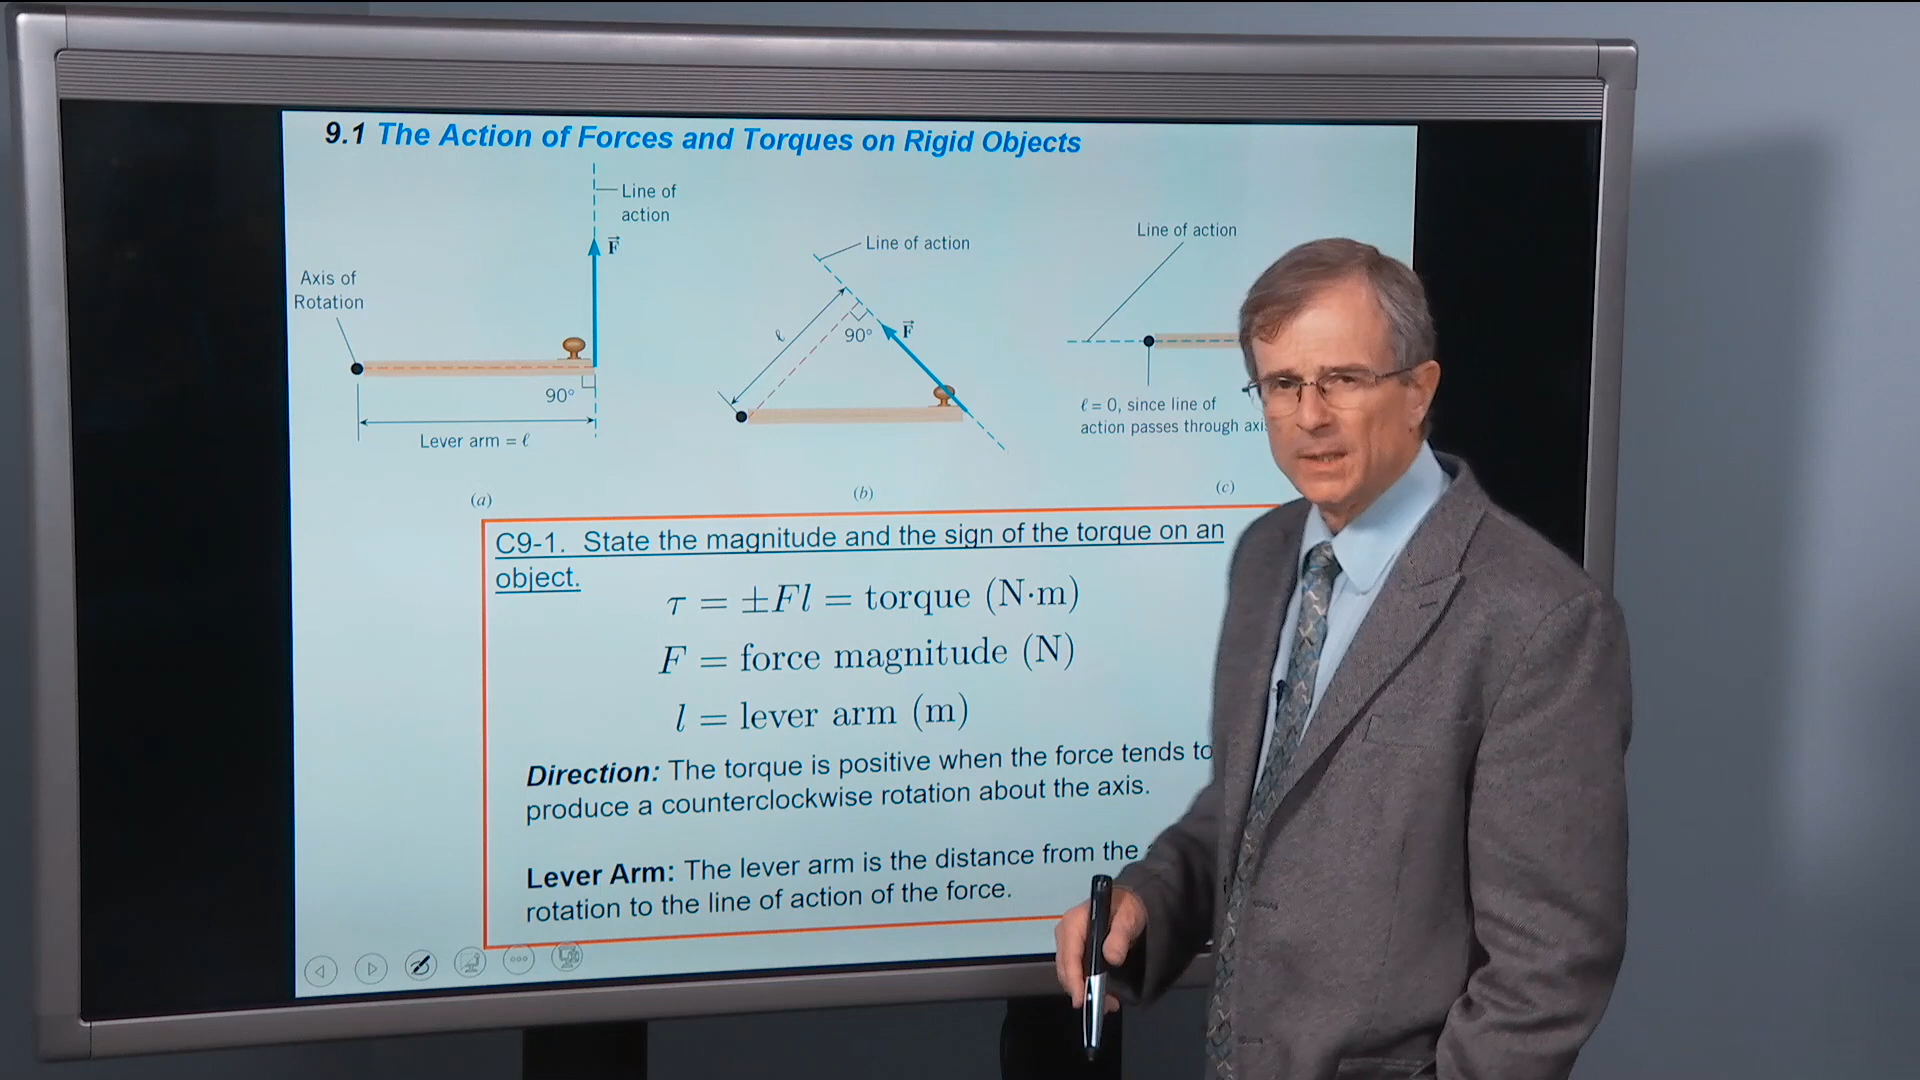 9.1 The Action of Forces and Torques on Rigid Objects
Line of
action
F⃗
Axis of
Rotation
90°
Lever arm = ℓ
(a)
Line of action
ℓ
90°
F⃗
(b)
Line of action
ℓ = 0, since line of
action passes through
(c)
C9-1. State the magnitude and the sign of the torque on an
object.
τ = ±Fl = torque (N·m)
F = force magnitude (N)
l = lever arm (m)
Direction: The torque is positive when the force tends to
produce a counterclockwise rotation about the axis.
Lever Arm: The lever arm is the distance from the
rotation to the line of action of the force.